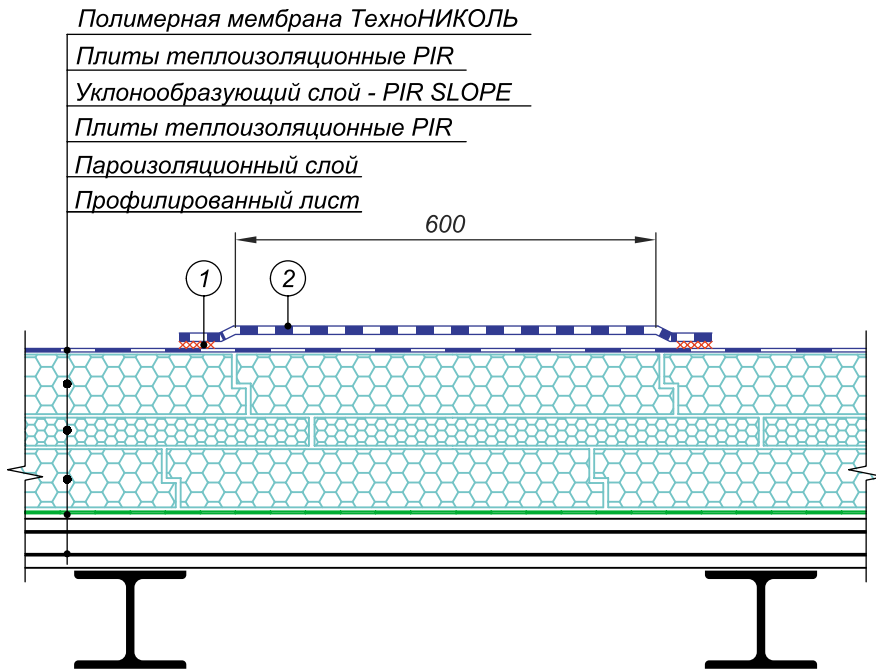 Полимерная мембрана ТехноНИКОЛЬ
Плиты теплоизоляционные PIR
Уклонообразующий слой - PIR SLOPE
Плиты теплоизоляционные PIR
Пароизоляционный слой
Профилированный лист
600
1
2